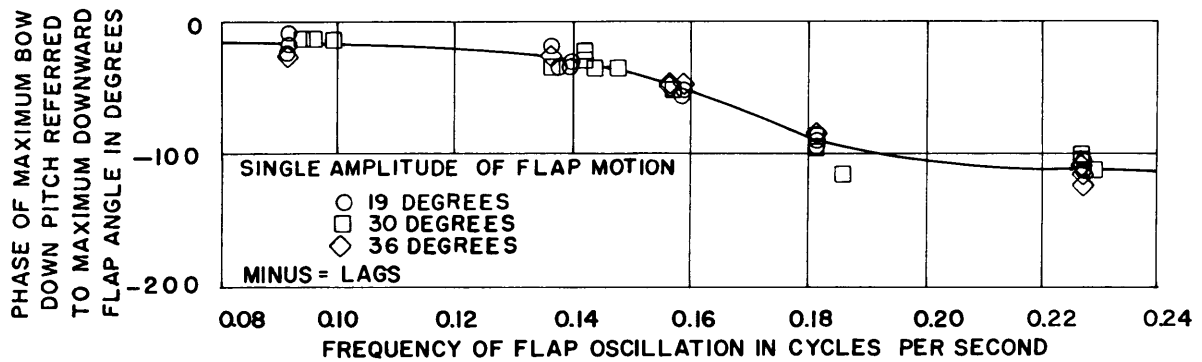 PHASE OF MAXIMUM BOW
DOWN PITCH REFERRED
TO MAXIMUM DOWNWARD
FLAP ANGLE IN DEGREES
-0
-100
-200
SINGLE AMPLITUDE OF FLAP MOTION
19 DEGREES
30 DEGREES
36 DEGREES
MINUS = LAGS
0.08 0.10 0.12 0.14 0.16 0.18 0.20 0.22 0.24
FREQUENCY OF FLAP OSCILLATION IN CYCLES PER SECOND